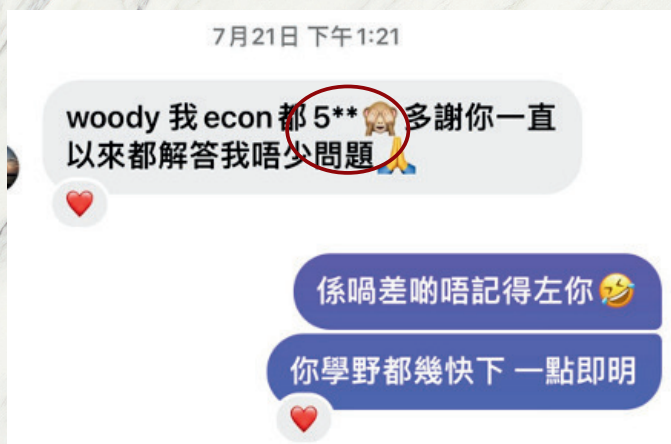 7月21日 下午1:21
woody 我 econ 都 5**🙈 多謝你一直
以來都解答我唔少問題🙏
係喎差啲唔記得左你🤣
你學野都幾快下 一點即明